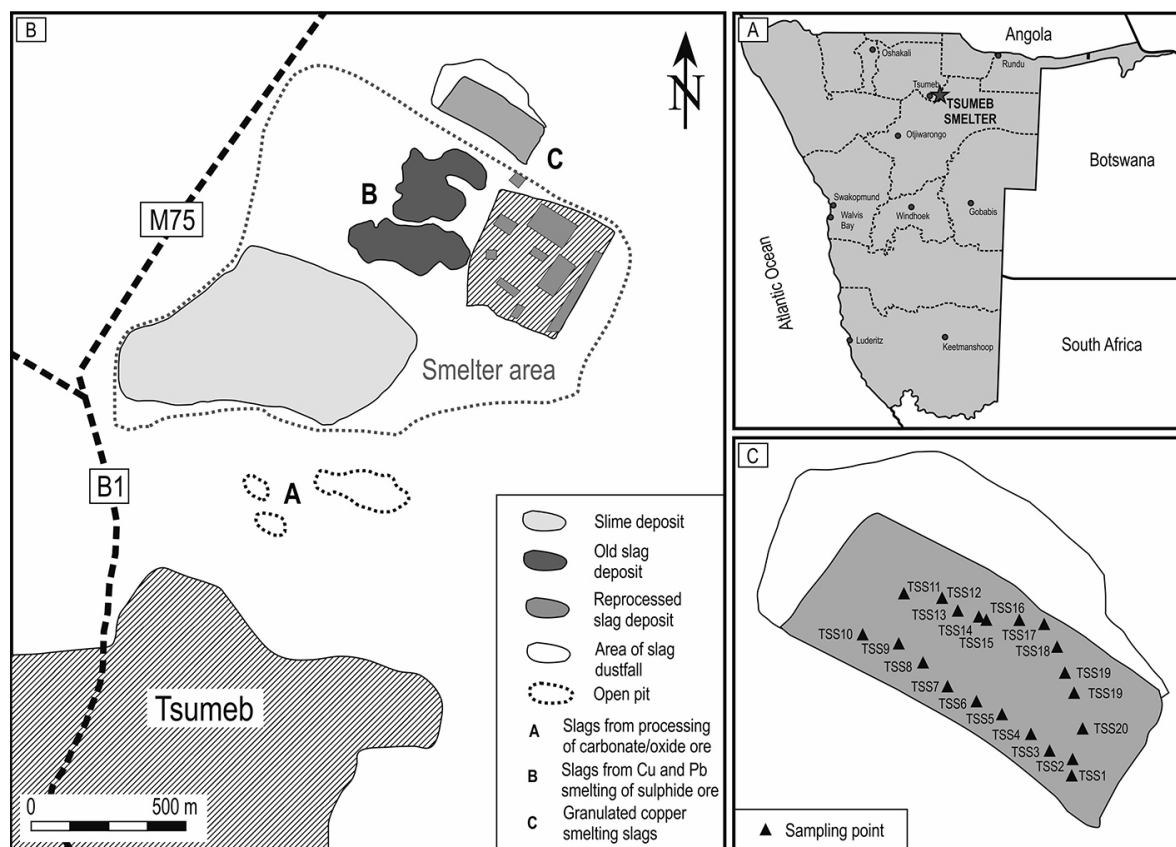 B
N
C
B
M75
Smelter area
B1
A
Tsumeb
0
500 m
Slime deposit
Old slag
deposit
Reprocessed
slag deposit
Area of slag
dustfall
Open pit
A
Slags from processing
of carbonate/oxide ore
B
Slags from Cu and Pb
smelting of sulphide ore
C
Granulated copper
smelting slags
A
Angola
Oshakali
Rundu
Tsumeb
TSUMEB
SMELTER
Otjiwarongo
Botswana
Swakopmund
Walvis
Bay
Windhoek
Gobabis
Atlantic Ocean
Luderitz
Keetmanshoop
South Africa
C
TSS11
TSS12
TSS13
TSS16
TSS14
TSS15
TSS17
TSS10
TSS9
TSS18
TSS8
TSS19
TSS7
TSS19
TSS6
TSS5
TSS20
TSS4
TSS3
TSS2
TSS1
Sampling point